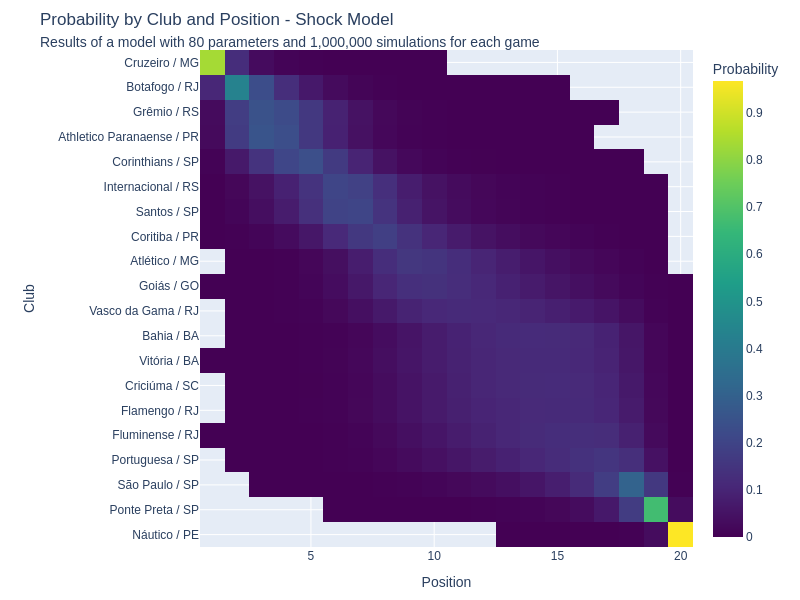 Probability by Club and Position - Shock Model
Results of a model with 80 parameters and 1,000,000 simulations for each game
Probability
Club
Cruzeiro / MG
Botafogo / RJ
Grêmio / RS
Athletico Paranaense / PR
Corinthians / SP
Internacional / RS
Santos / SP
Coritiba / PR
Atlético / MG
Goiás / GO
Vasco da Gama / RJ
Bahia / BA
Vitória / BA
Criciúma / SC
Flamengo / RJ
Fluminense / RJ
Portuguesa / SP
São Paulo / SP
Ponte Preta / SP
Náutico / PE
0.9
0.8
0.7
0.6
0.5
0.4
0.3
0.2
0.1
0
5 10 15 20
Position